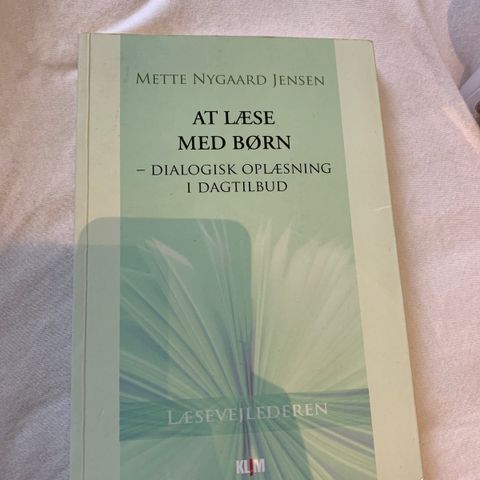 METTE NYGAARD JENSEN
AT LÆSE
MED BØRN
– DIALOGISK OPLÆSNING
I DAGTILBUD
LÆSEVEJLEDEREN
KLIM